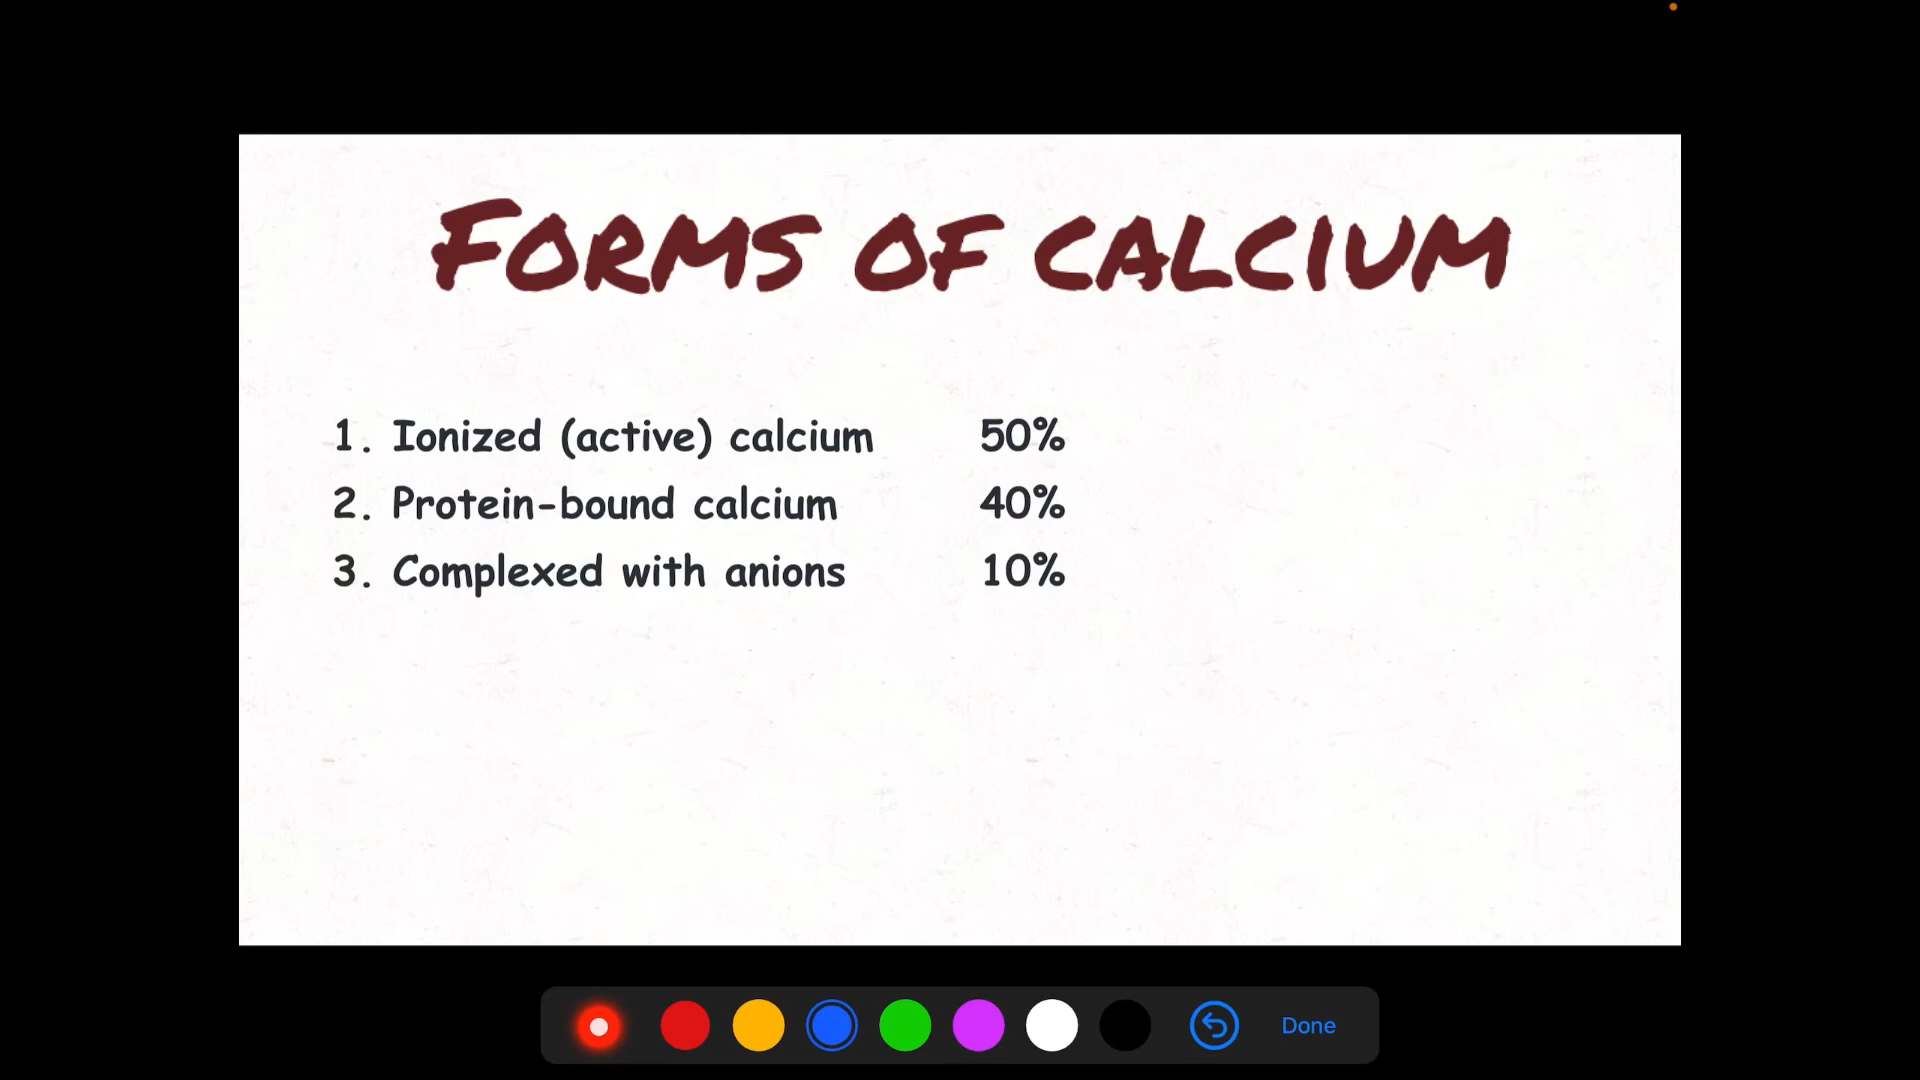 Forms of calcium
1. Ionized (active) calcium 50%
2. Protein-bound calcium 40%
3. Complexed with anions 10%
Done